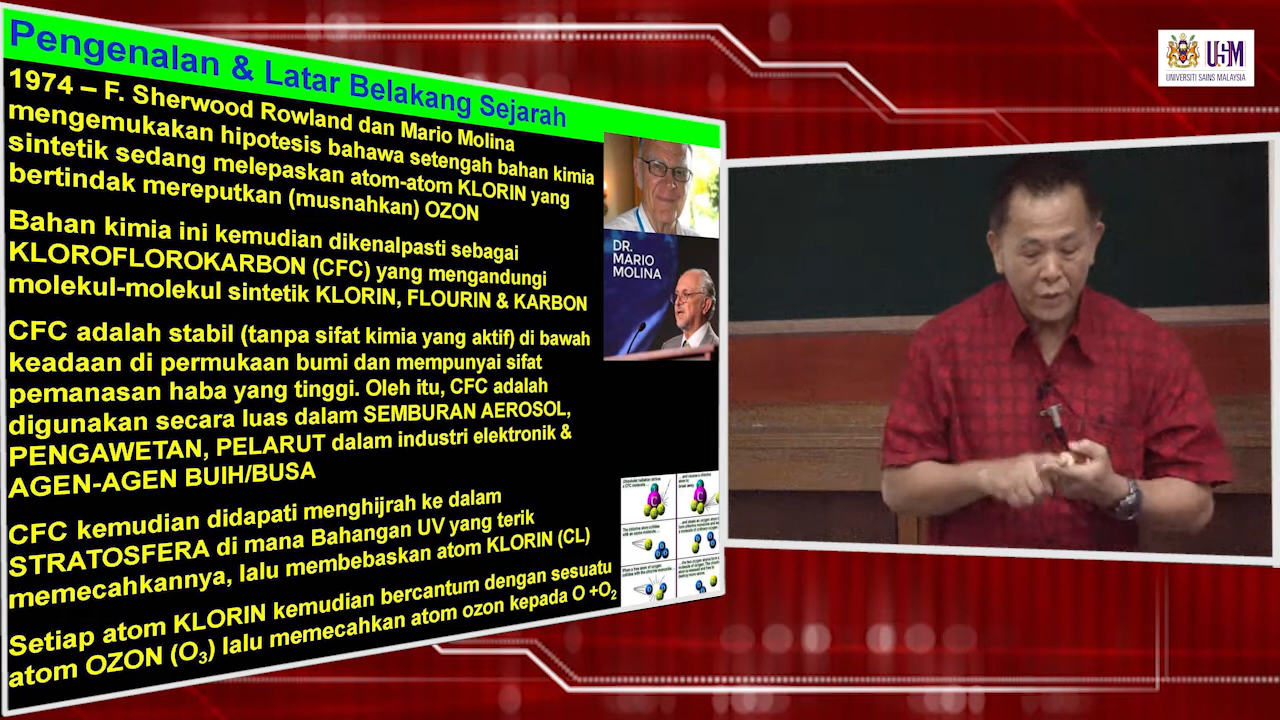 Pengenalan & Latar Belakang Sejarah
1974 – F. Sherwood Rowland dan Mario Molina
mengemukakan hipotesis bahawa setengah bahan kimia
sintetik sedang melepaskan atom-atom KLORIN yang
bertindak mereputkan (musnahkan) OZON
Bahan kimia ini kemudian dikenalpasti sebagai
KLOROFLOROKARBON (CFC) yang mengandungi
molekul-molekul sintetik KLORIN, FLOURIN & KARBON
CFC adalah stabil (tanpa sifat kimia yang aktif) di bawah
keadaan di permukaan bumi dan mempunyai sifat
pemanasan haba yang tinggi. Oleh itu, CFC adalah
digunakan secara luas dalam SEMBURAN AEROSOL,
PENGAWETAN, PELARUT dalam industri elektronik &
AGEN-AGEN BUIH/BUSA
CFC kemudian didapati menghijrah ke dalam
STRATOSFERA di mana Bahangan UV yang terik
memecahkannya, lalu membebaskan atom KLORIN (CL)
Setiap atom KLORIN kemudian bercantum dengan sesuatu
atom OZON (O₃) lalu memecahkan atom ozon kepada O +O₂
DR.
MARIO
MOLINA
USM
UNIVERSITI SAINS MALAYSIA